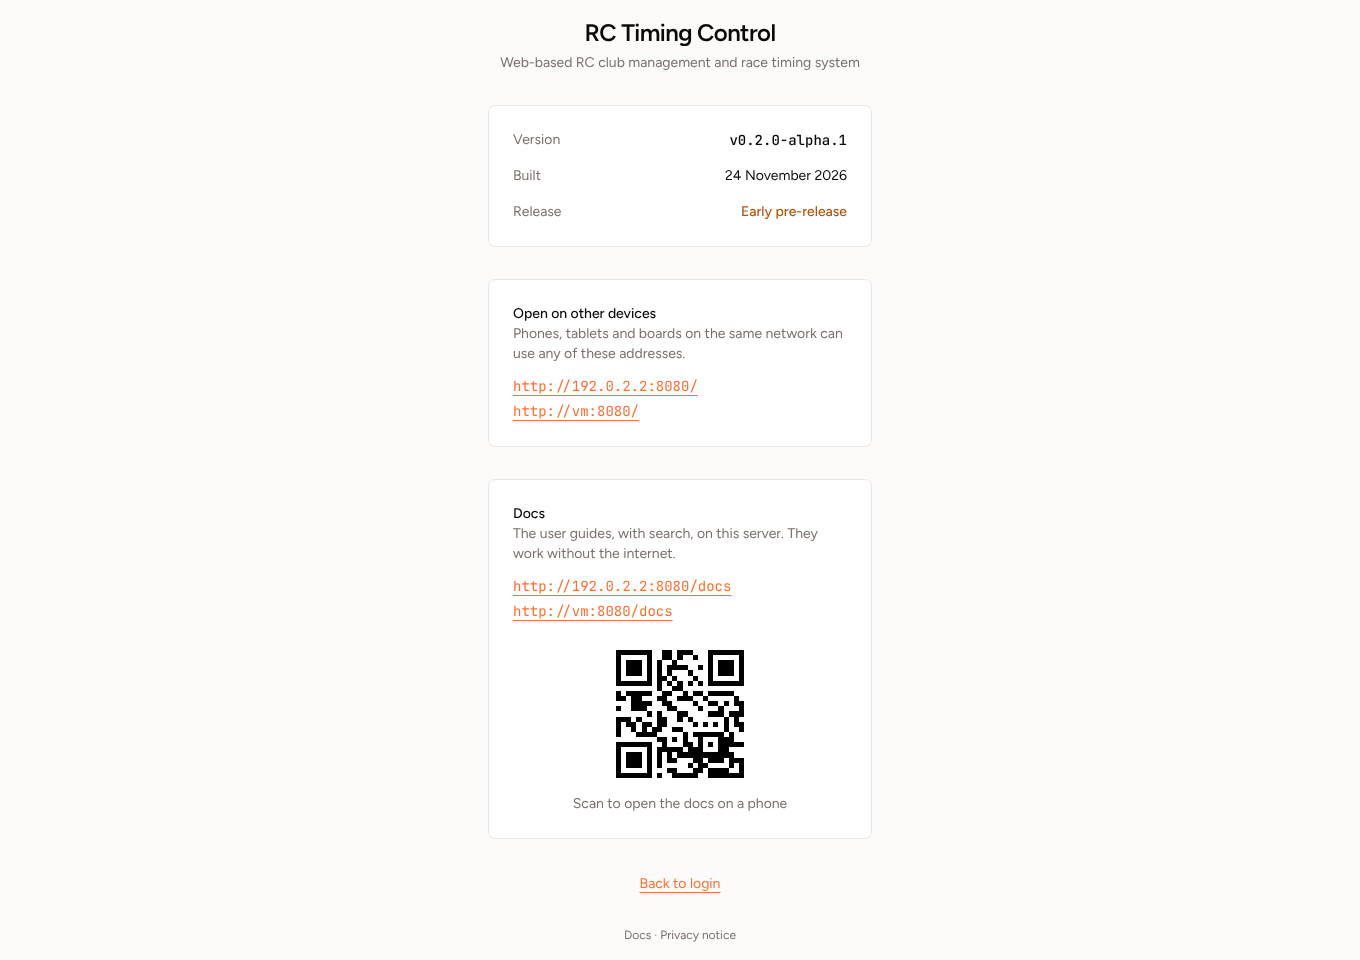 RC Timing Control
Web-based RC club management and race timing system
Version v0.2.0-alpha.1
Built 24 November 2026
Release Early pre-release
Open on other devices
Phones, tablets and boards on the same network can
use any of these addresses.
http://192.0.2.2:8080/
http://vm:8080/
Docs
The user guides, with search, on this server. They
work without the internet.
http://192.0.2.2:8080/docs
http://vm:8080/docs
Scan to open the docs on a phone
Back to login
Docs · Privacy notice